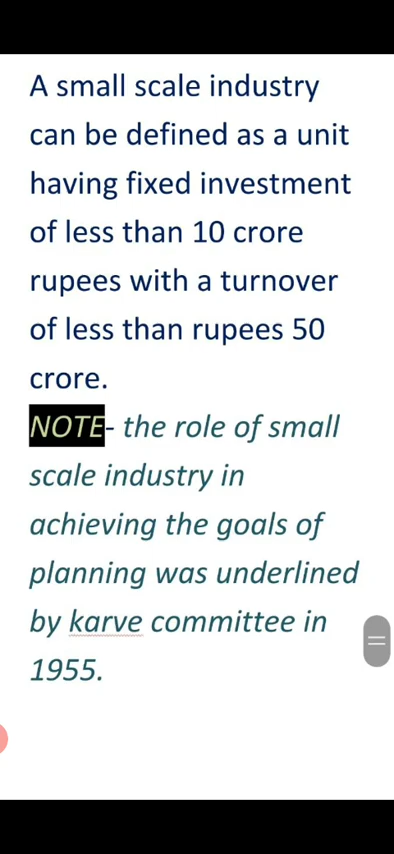 A small scale industry
can be defined as a unit
having fixed investment
of less than 10 crore
rupees with a turnover
of less than rupees 50
crore.
NOTE- the role of small
scale industry in
achieving the goals of
planning was underlined
by karve committee in
1955.